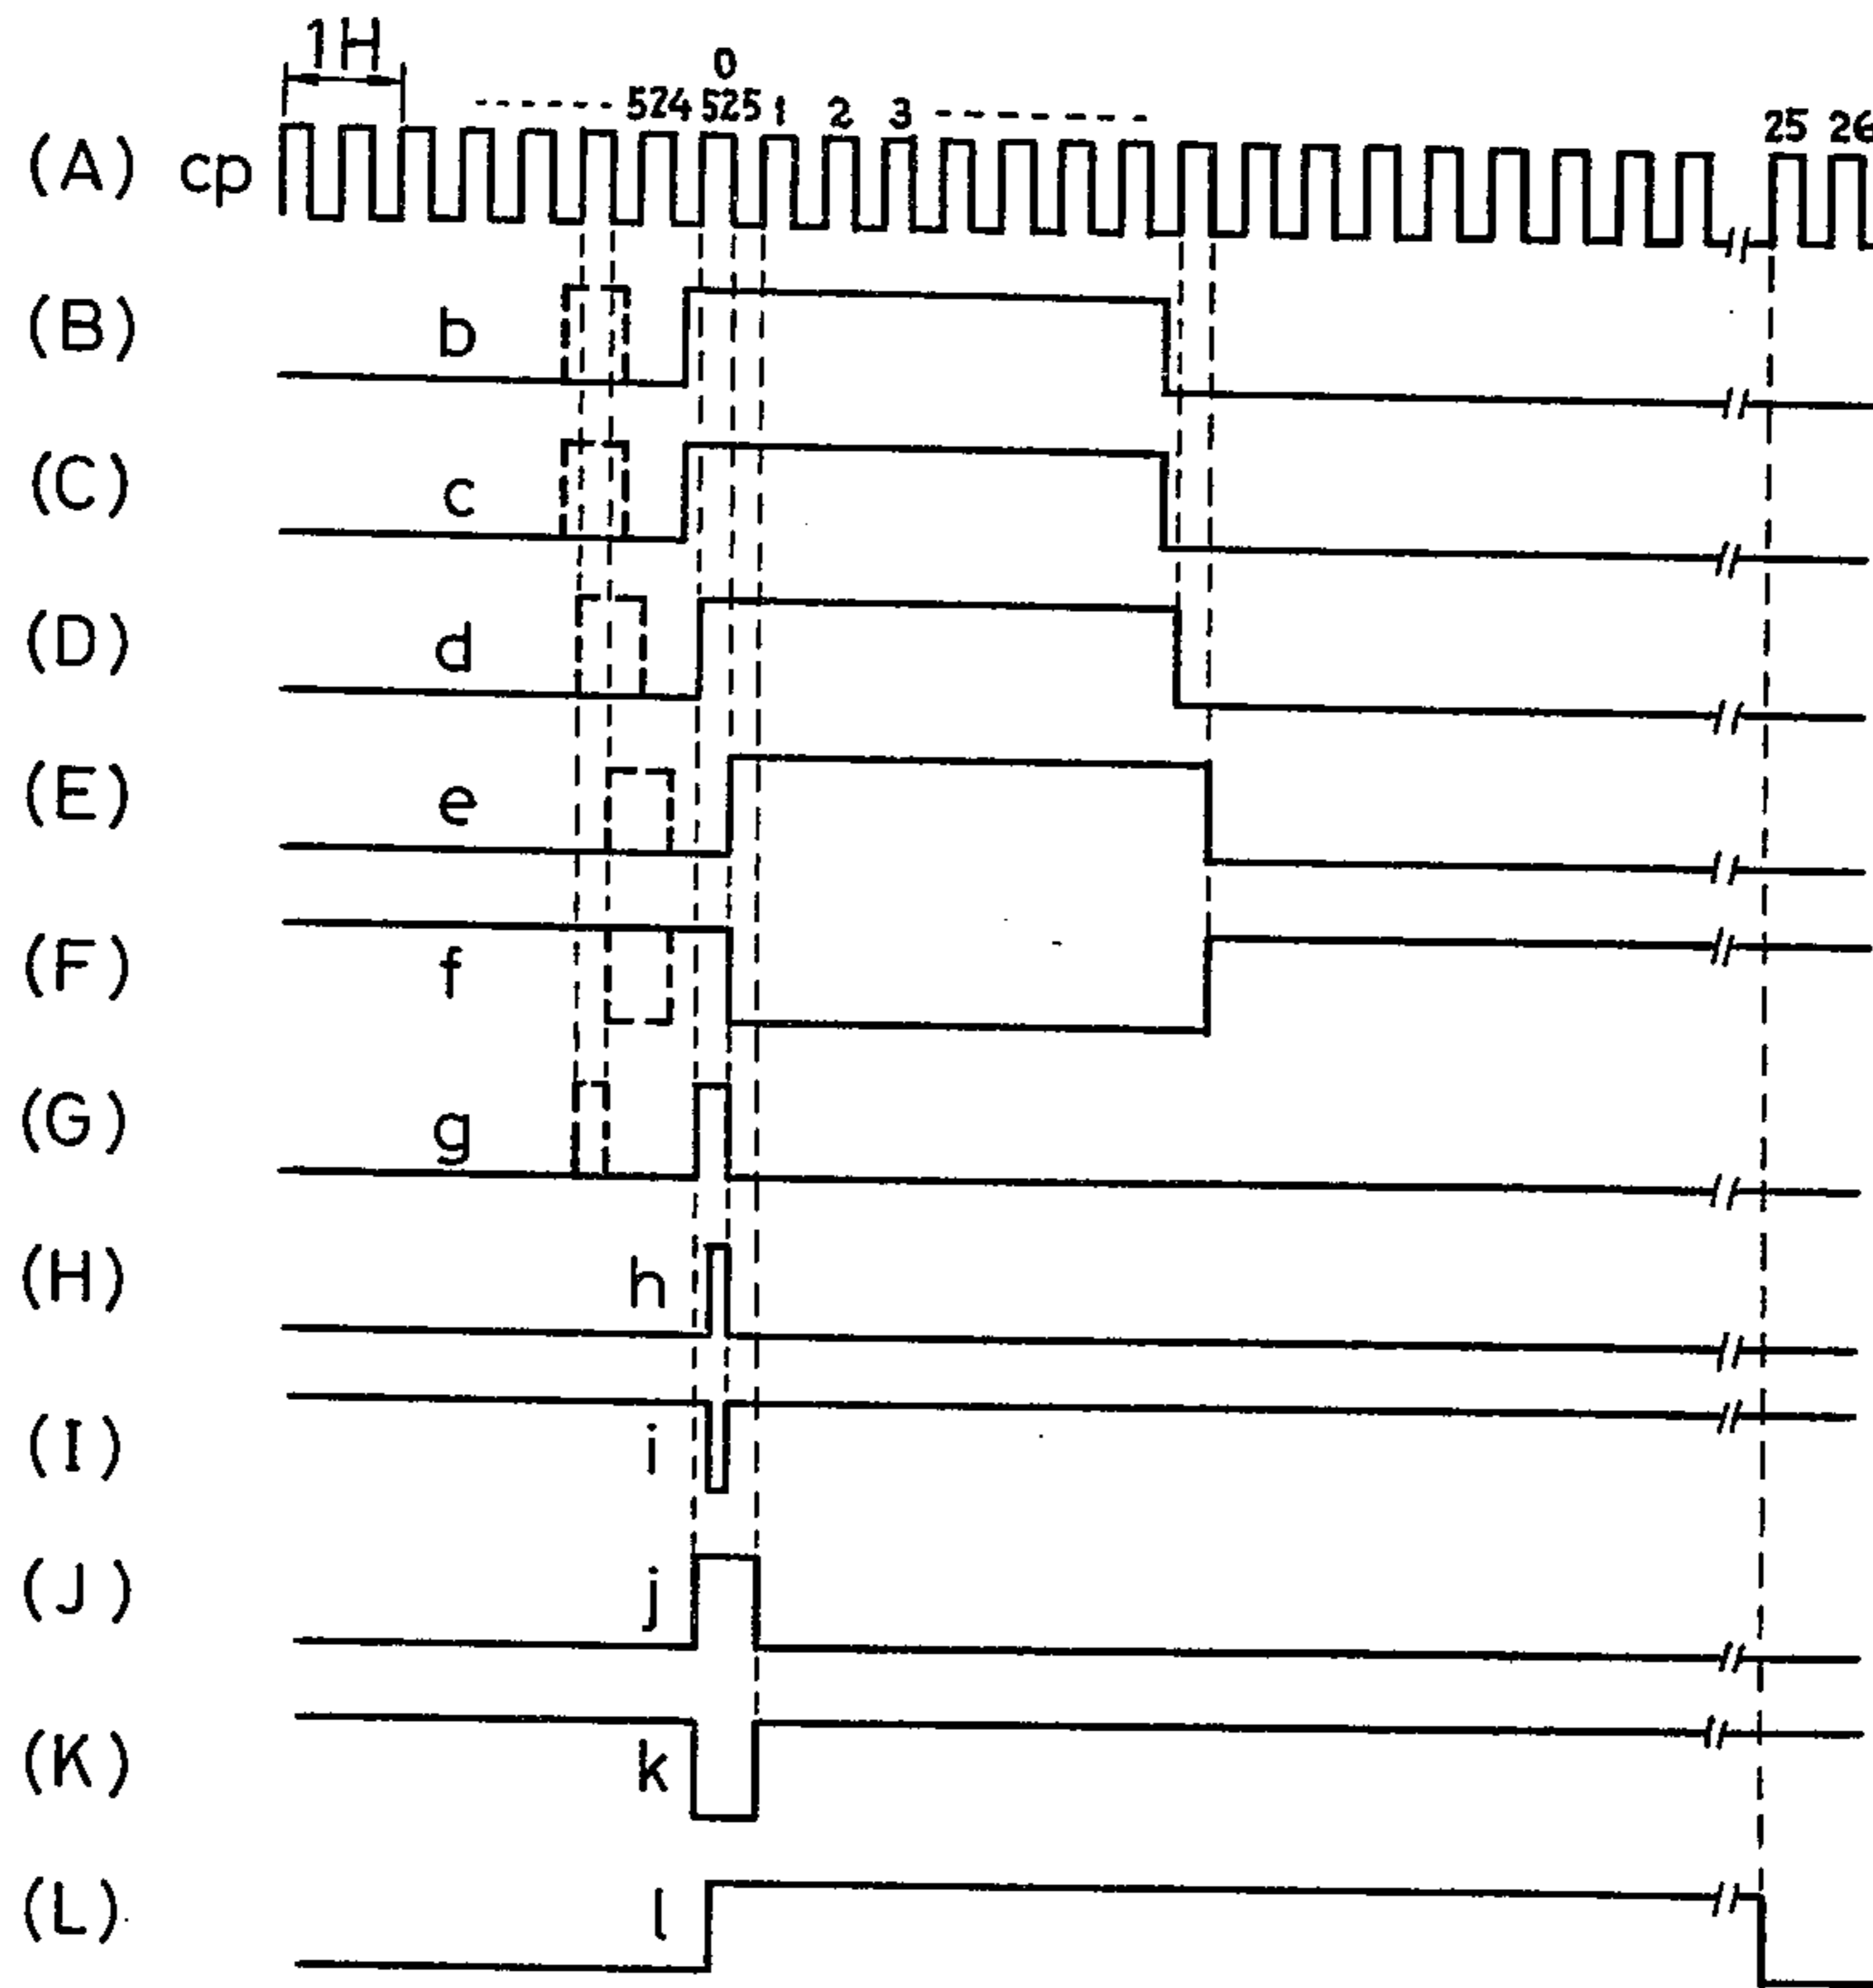 1H
0
------ 524 525 1 2 3 -------- 25 26
(A) cp
(B) b
(C) c
(D) d
(E) e
(F) f
(G) g
(H) h
(I) i
(J) j
(K) k
(L) l